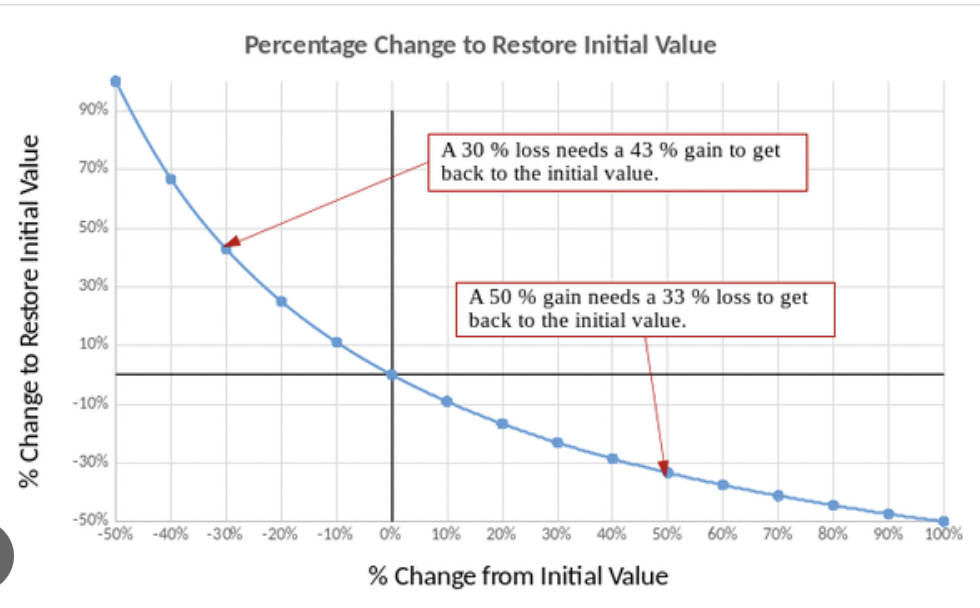 Percentage Change to Restore Initial Value
% Change to Restore Initial Value
90%
70%
50%
30%
10%
-10%
-30%
-50%
A 30 % loss needs a 43 % gain to get
back to the initial value.
A 50 % gain needs a 33 % loss to get
back to the initial value.
-50% -40% -30% -20% -10% 0% 10% 20% 30% 40% 50% 60% 70% 80% 90% 100%
% Change from Initial Value